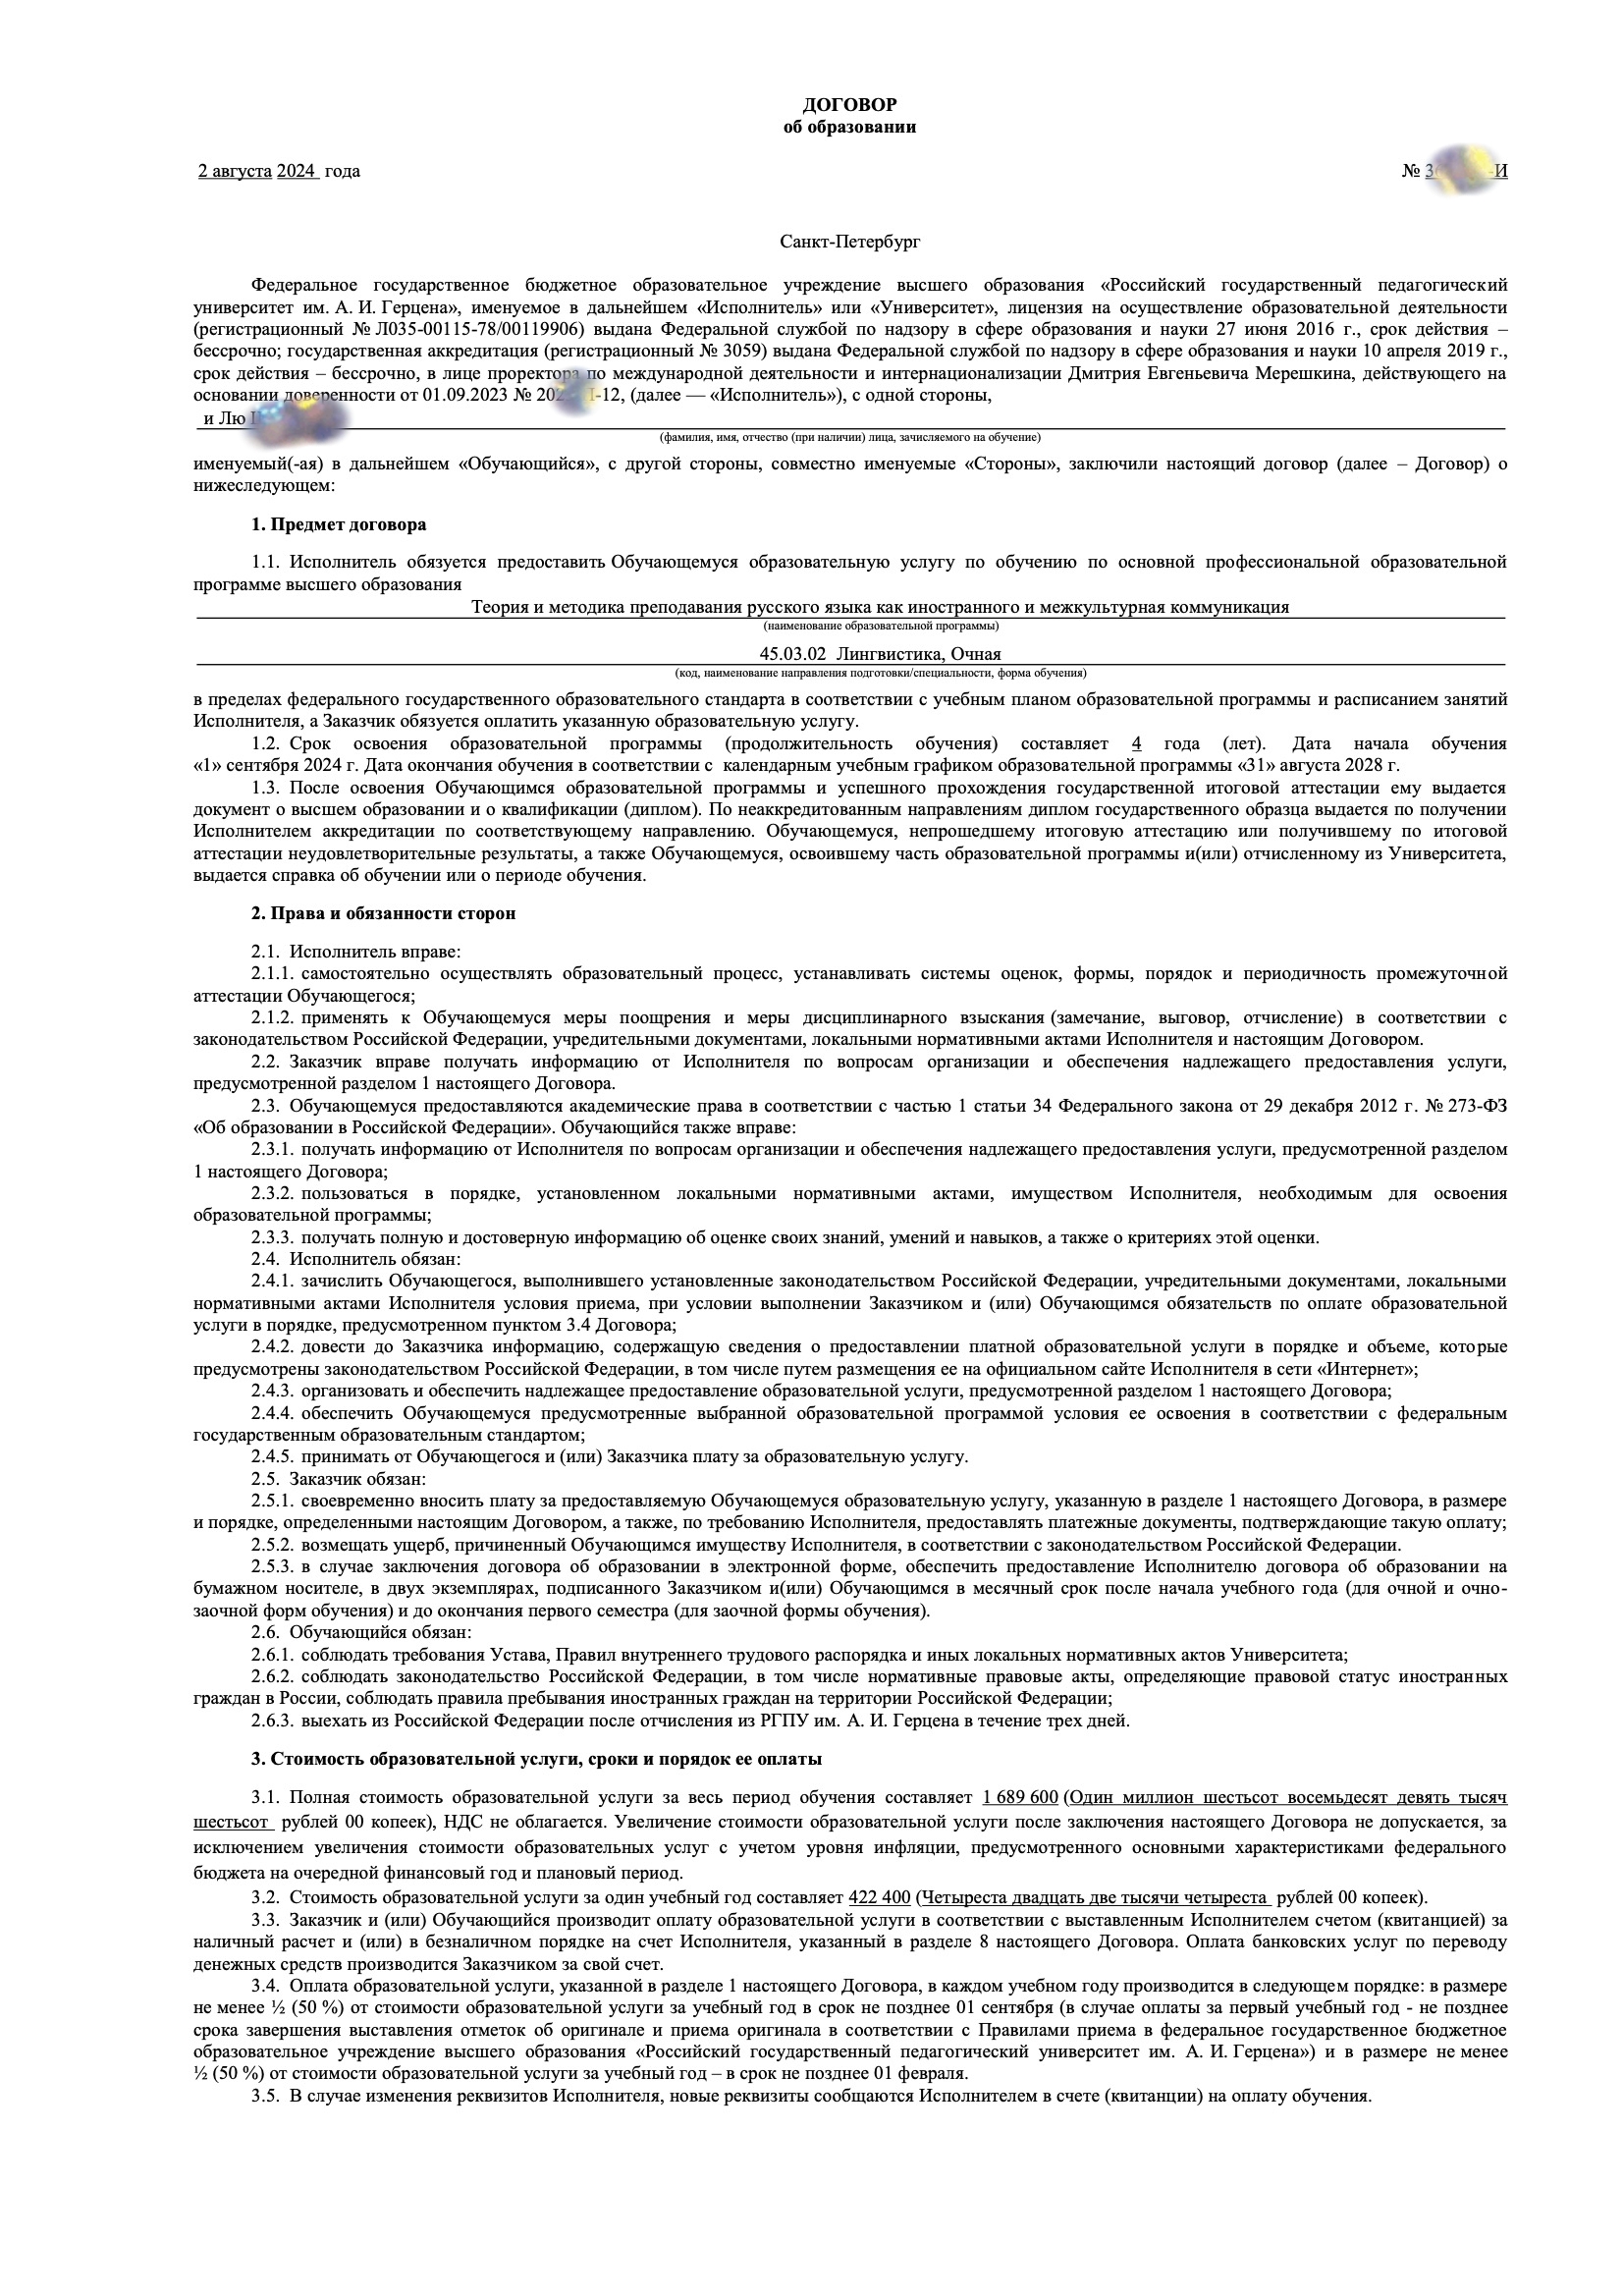 ДОГОВОР
об образовании
2 августа 2024 года
№ -И
Санкт-Петербург
Федеральное государственное бюджетное образовательное учреждение высшего образования «Российский государственный педагогический
университет им. А. И. Герцена», именуемое в дальнейшем «Исполнитель» или «Университет», лицензия на осуществление образовательной деятельности
(регистрационный № Л035-00115-78/00119906) выдана Федеральной службой по надзору в сфере образования и науки 27 июня 2016 г., срок действия –
бессрочно; государственная аккредитация (регистрационный № 3059) выдана Федеральной службой по надзору в сфере образования и науки 10 апреля 2019 г.,
срок действия – бессрочно, в лице проректора по международной деятельности и интернационализации Дмитрия Евгеньевича Мерешкина, действующего на
основании доверенности от 01.09.2023 № -12, (далее — «Исполнитель»), с одной стороны,
и Лю
(фамилия, имя, отчество (при наличии) лица, зачисляемого на обучение)
именуемый(-ая) в дальнейшем «Обучающийся», с другой стороны, совместно именуемые «Стороны», заключили настоящий договор (далее – Договор) о
нижеследующем:
1. Предмет договора
1.1. Исполнитель обязуется предоставить Обучающемуся образовательную услугу по обучению по основной профессиональной образовательной
программе высшего образования
Теория и методика преподавания русского языка как иностранного и межкультурная коммуникация
(наименование образовательной программы)
45.03.02 Лингвистика, Очная
(код, наименование направления подготовки/специальности, форма обучения)
в пределах федерального государственного образовательного стандарта в соответствии с учебным планом образовательной программы и расписанием занятий
Исполнителя, а Заказчик обязуется оплатить указанную образовательную услугу.
1.2. Срок освоения образовательной программы (продолжительность обучения) составляет 4 года (лет). Дата начала обучения
«1» сентября 2024 г. Дата окончания обучения в соответствии с календарным учебным графиком образовательной программы «31» августа 2028 г.
1.3. После освоения Обучающимся образовательной программы и успешного прохождения государственной итоговой аттестации ему выдается
документ о высшем образовании и о квалификации (диплом). По неаккредитованным направлениям диплом государственного образца выдается по получении
Исполнителем аккредитации по соответствующему направлению. Обучающемуся, непрошедшему итоговую аттестацию или получившему по итоговой
аттестации неудовлетворительные результаты, а также Обучающемуся, освоившему часть образовательной программы и(или) отчисленному из Университета,
выдается справка об обучении или о периоде обучения.
2. Права и обязанности сторон
2.1. Исполнитель вправе:
2.1.1. самостоятельно осуществлять образовательный процесс, устанавливать системы оценок, формы, порядок и периодичность промежуточной
аттестации Обучающегося;
2.1.2. применять к Обучающемуся меры поощрения и меры дисциплинарного взыскания (замечание, выговор, отчисление) в соответствии с
законодательством Российской Федерации, учредительными документами, локальными нормативными актами Исполнителя и настоящим Договором.
2.2. Заказчик вправе получать информацию от Исполнителя по вопросам организации и обеспечения надлежащего предоставления услуги,
предусмотренной разделом 1 настоящего Договора.
2.3. Обучающемуся предоставляются академические права в соответствии с частью 1 статьи 34 Федерального закона от 29 декабря 2012 г. № 273-ФЗ
«Об образовании в Российской Федерации». Обучающийся также вправе:
2.3.1. получать информацию от Исполнителя по вопросам организации и обеспечения надлежащего предоставления услуги, предусмотренной разделом
1 настоящего Договора;
2.3.2. пользоваться в порядке, установленном локальными нормативными актами, имуществом Исполнителя, необходимым для освоения
образовательной программы;
2.3.3. получать полную и достоверную информацию об оценке своих знаний, умений и навыков, а также о критериях этой оценки.
2.4. Исполнитель обязан:
2.4.1. зачислить Обучающегося, выполнившего установленные законодательством Российской Федерации, учредительными документами, локальными
нормативными актами Исполнителя условия приема, при условии выполнении Заказчиком и (или) Обучающимся обязательств по оплате образовательной
услуги в порядке, предусмотренном пунктом 3.4 Договора;
2.4.2. довести до Заказчика информацию, содержащую сведения о предоставлении платной образовательной услуги в порядке и объеме, которые
предусмотрены законодательством Российской Федерации, в том числе путем размещения ее на официальном сайте Исполнителя в сети «Интернет»;
2.4.3. организовать и обеспечить надлежащее предоставление образовательной услуги, предусмотренной разделом 1 настоящего Договора;
2.4.4. обеспечить Обучающемуся предусмотренные выбранной образовательной программой условия ее освоения в соответствии с федеральным
государственным образовательным стандартом;
2.4.5. принимать от Обучающегося и (или) Заказчика плату за образовательную услугу.
2.5. Заказчик обязан:
2.5.1. своевременно вносить плату за предоставляемую Обучающемуся образовательную услугу, указанную в разделе 1 настоящего Договора, в размере
и порядке, определенными настоящим Договором, а также, по требованию Исполнителя, предоставлять платежные документы, подтверждающие такую оплату;
2.5.2. возмещать ущерб, причиненный Обучающимся имуществу Исполнителя, в соответствии с законодательством Российской Федерации.
2.5.3. в случае заключения договора об образовании в электронной форме, обеспечить предоставление Исполнителю договора об образовании на
бумажном носителе, в двух экземплярах, подписанного Заказчиком и(или) Обучающимся в месячный срок после начала учебного года (для очной и очно-
заочной форм обучения) и до окончания первого семестра (для заочной формы обучения).
2.6. Обучающийся обязан:
2.6.1. соблюдать требования Устава, Правил внутреннего трудового распорядка и иных локальных нормативных актов Университета;
2.6.2. соблюдать законодательство Российской Федерации, в том числе нормативные правовые акты, определяющие правовой статус иностранных
граждан в России, соблюдать правила пребывания иностранных граждан на территории Российской Федерации;
2.6.3. выехать из Российской Федерации после отчисления из РГПУ им. А. И. Герцена в течение трех дней.
3. Стоимость образовательной услуги, сроки и порядок ее оплаты
3.1. Полная стоимость образовательной услуги за весь период обучения составляет 1 689 600 (Один миллион шестьсот восемьдесят девять тысяч
шестьсот рублей 00 копеек), НДС не облагается. Увеличение стоимости образовательной услуги после заключения настоящего Договора не допускается, за
исключением увеличения стоимости образовательных услуг с учетом уровня инфляции, предусмотренного основными характеристиками федерального
бюджета на очередной финансовый год и плановый период.
3.2. Стоимость образовательной услуги за один учебный год составляет 422 400 (Четыреста двадцать две тысячи четыреста рублей 00 копеек).
3.3. Заказчик и (или) Обучающийся производит оплату образовательной услуги в соответствии с выставленным Исполнителем счетом (квитанцией) за
наличный расчет и (или) в безналичном порядке на счет Исполнителя, указанный в разделе 8 настоящего Договора. Оплата банковских услуг по переводу
денежных средств производится Заказчиком за свой счет.
3.4. Оплата образовательной услуги, указанной в разделе 1 настоящего Договора, в каждом учебном году производится в следующем порядке: в размере
не менее ½ (50 %) от стоимости образовательной услуги за учебный год в срок не позднее 01 сентября (в случае оплаты за первый учебный год - не позднее
срока завершения выставления отметок об оригинале и приема оригинала в соответствии с Правилами приема в федеральное государственное бюджетное
образовательное учреждение высшего образования «Российский государственный педагогический университет им. А. И. Герцена») и в размере не менее
½ (50 %) от стоимости образовательной услуги за учебный год – в срок не позднее 01 февраля.
3.5. В случае изменения реквизитов Исполнителя, новые реквизиты сообщаются Исполнителем в счете (квитанции) на оплату обучения.